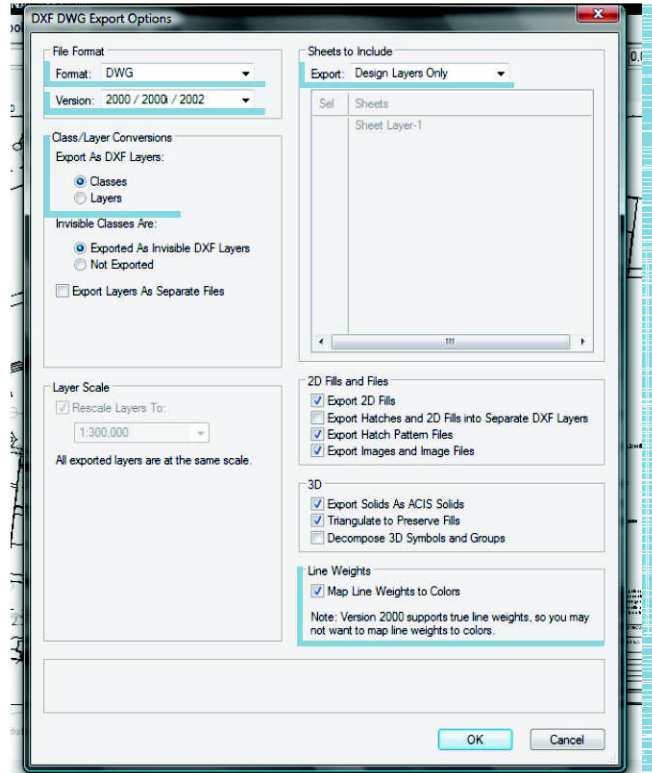 DXF DWG Export Options
File Format
Format: DWG
Version: 2000 / 2000i / 2002
Class/Layer Conversions
Export As DXF Layers:
Classes
Layers
Invisible Classes Are:
Exported As Invisible DXF Layers
Not Exported
Export Layers As Separate Files
Layer Scale
Rescale Layers To:
1:300.000
All exported layers are at the same scale.
Sheets to Include
Export: Design Layers Only
Sel Sheets
Sheet Layer-1
2D Fills and Files
Export 2D Fills
Export Hatches and 2D Fills into Separate DXF Layers
Export Hatch Pattern Files
Export Images and Image Files
3D
Export Solids As ACIS Solids
Triangulate to Preserve Fills
Decompose 3D Symbols and Groups
Line Weights
Map Line Weights to Colors
Note: Version 2000 supports true line weights, so you may
not want to map line weights to colors.
OK Cancel